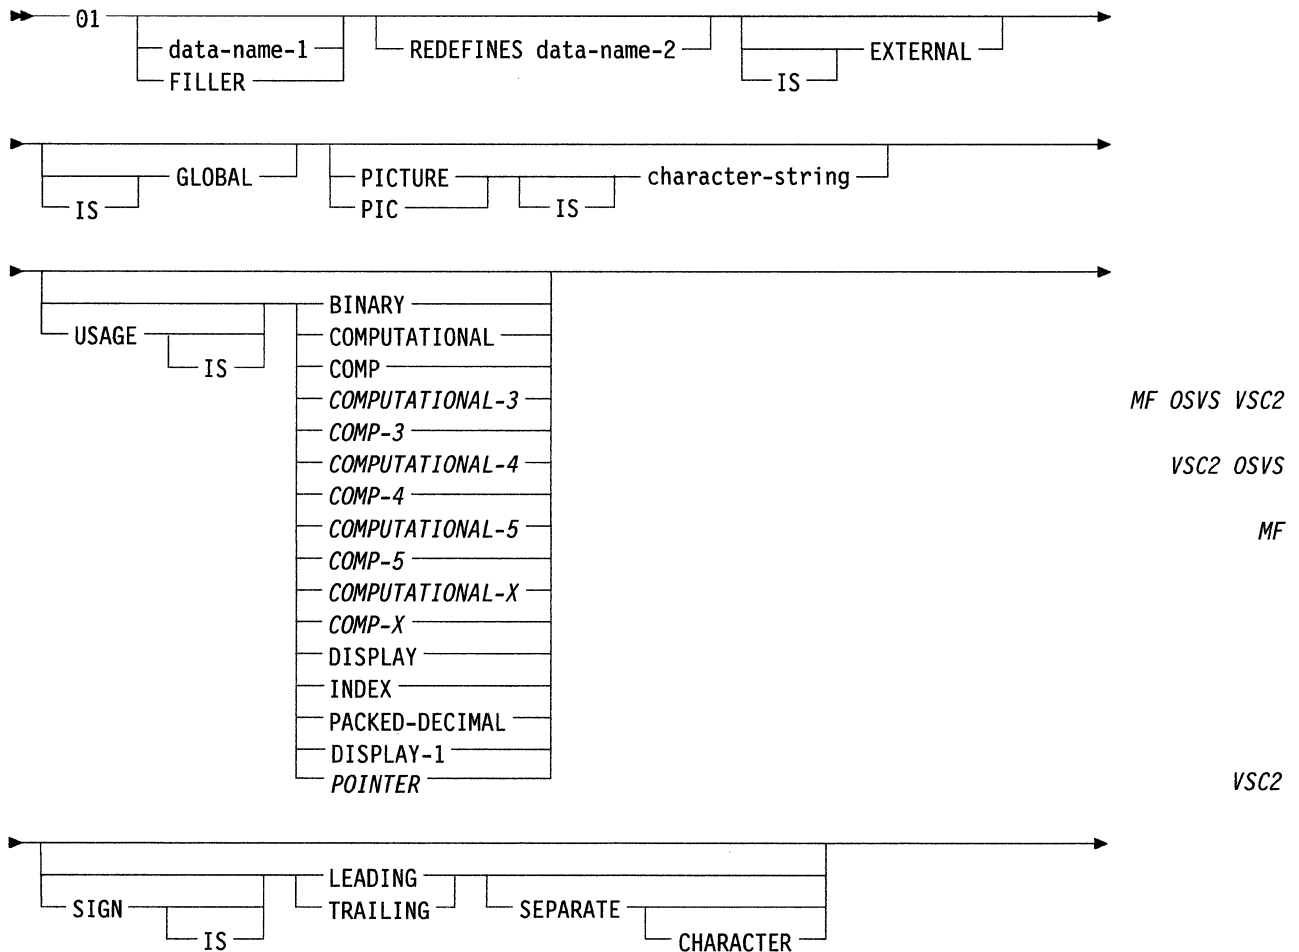 01
data-name-1
FILLER
REDEFINES data-name-2
EXTERNAL
IS
GLOBAL
IS
PICTURE
PIC
IS
character-string
USAGE
IS
BINARY
COMPUTATIONAL
COMP
COMPUTATIONAL-3 MF OSVS VSC2
COMP-3
COMPUTATIONAL-4 VSC2 OSVS
COMP-4
COMPUTATIONAL-5 MF
COMP-5
COMPUTATIONAL-X
COMP-X
DISPLAY
INDEX
PACKED-DECIMAL
DISPLAY-1
POINTER VSC2
SIGN
IS
LEADING
TRAILING
SEPARATE
CHARACTER